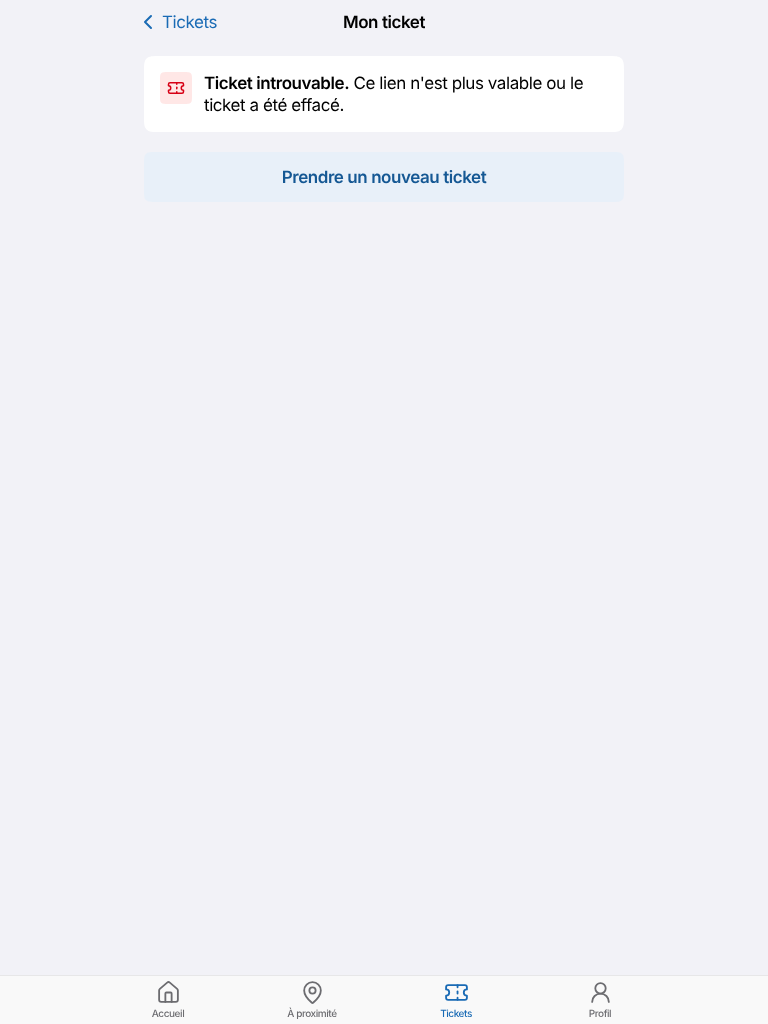 Tickets
Mon ticket
Ticket introuvable. Ce lien n'est plus valable ou le
ticket a été effacé.
Prendre un nouveau ticket
Accueil
À proximité
Tickets
Profil